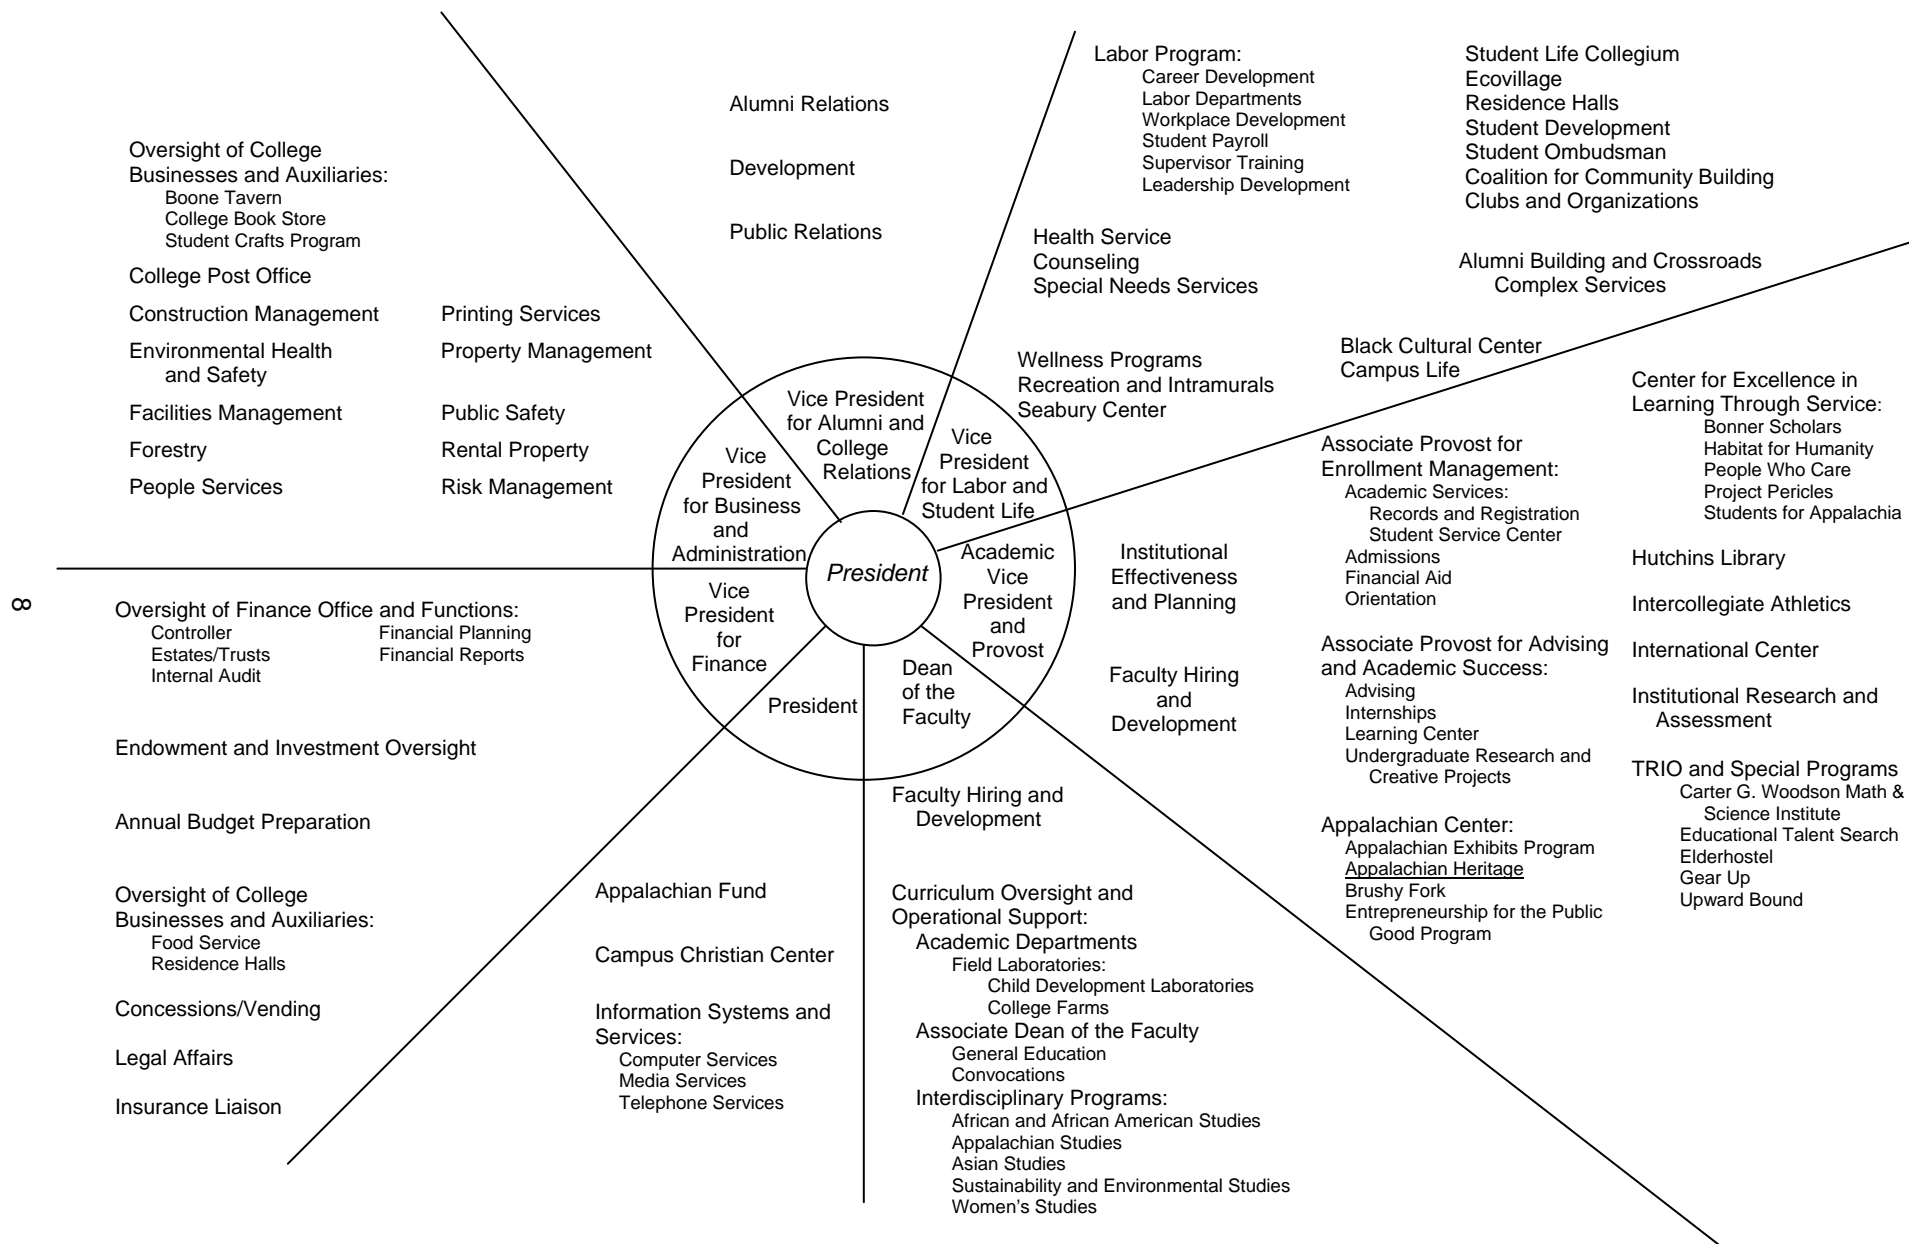 Oversight of College
Businesses and Auxiliaries:
Boone Tavern
College Book Store
Student Crafts Program
College Post Office
Construction Management
Environmental Health
and Safety
Facilities Management
Forestry
People Services
Printing Services
Property Management
Public Safety
Rental Property
Risk Management
Alumni Relations
Development
Public Relations
Labor Program:
Career Development
Labor Departments
Workplace Development
Student Payroll
Supervisor Training
Leadership Development
Health Service
Counseling
Special Needs Services
Wellness Programs
Recreation and Intramurals
Seabury Center
Student Life Collegium
Ecovillage
Residence Halls
Student Development
Student Ombudsman
Coalition for Community Building
Clubs and Organizations
Alumni Building and Crossroads
Complex Services
Black Cultural Center
Campus Life
Vice
President
for Business
and
Administration
Vice President
for Alumni and
College
Relations
Vice
President
for Labor and
Student Life
President
Academic
Vice
President
and
Provost
Vice
President
for
Finance
President
Dean
of the
Faculty
Institutional
Effectiveness
and Planning
Faculty Hiring
and
Development
Associate Provost for
Enrollment Management:
Academic Services:
Records and Registration
Student Service Center
Admissions
Financial Aid
Orientation
Associate Provost for Advising
and Academic Success:
Advising
Internships
Learning Center
Undergraduate Research and
Creative Projects
Appalachian Center:
Appalachian Exhibits Program
Appalachian Heritage
Brushy Fork
Entrepreneurship for the Public
Good Program
Center for Excellence in
Learning Through Service:
Bonner Scholars
Habitat for Humanity
People Who Care
Project Pericles
Students for Appalachia
Hutchins Library
Intercollegiate Athletics
International Center
Institutional Research and
Assessment
TRIO and Special Programs
Carter G. Woodson Math &
Science Institute
Educational Talent Search
Elderhostel
Gear Up
Upward Bound
8
Oversight of Finance Office and Functions:
Controller
Estates/Trusts
Internal Audit
Financial Planning
Financial Reports
Endowment and Investment Oversight
Annual Budget Preparation
Oversight of College
Businesses and Auxiliaries:
Food Service
Residence Halls
Concessions/Vending
Legal Affairs
Insurance Liaison
Appalachian Fund
Campus Christian Center
Information Systems and
Services:
Computer Services
Media Services
Telephone Services
Faculty Hiring and
Development
Curriculum Oversight and
Operational Support:
Academic Departments
Field Laboratories:
Child Development Laboratories
College Farms
Associate Dean of the Faculty
General Education
Convocations
Interdisciplinary Programs:
African and African American Studies
Appalachian Studies
Asian Studies
Sustainability and Environmental Studies
Women's Studies